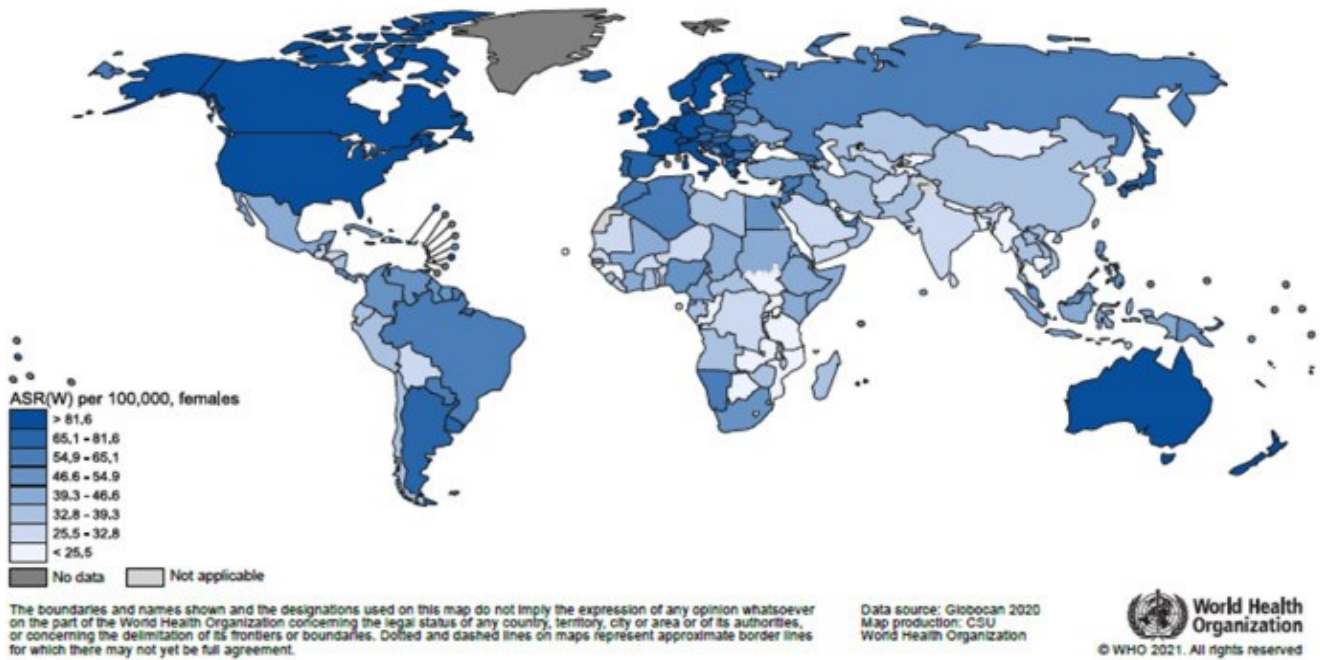 ASR(W) per 100,000, females
> 81.6
65.1 - 81.6
54.9 - 65.1
46.6 - 54.9
39.3 - 46.6
32.8 - 39.3
25.5 - 32.8
< 25.5
No data
Not applicable
The boundaries and names shown and the designations used on this map do not imply the expression of any opinion whatsoever
on the part of the World Health Organization concerning the legal status of any country, territory, city or area or of its authorities,
or concerning the delimitation of its frontiers or boundaries. Dotted and dashed lines on maps represent approximate border lines
for which there may not yet be full agreement.
Data source: Globocan 2020
Map production: CSU
World Health Organization
World Health
Organization
© WHO 2021. All rights reserved